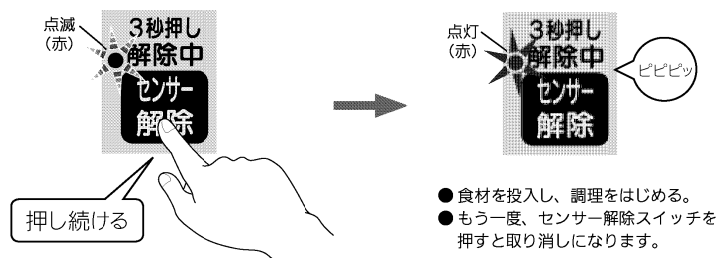 点滅
（赤）
3秒押し
解除中
センサー
解除
押し続ける
点灯
（赤）
3秒押し
解除中
センサー
解除
ピピピッ
● 食材を投入し、調理をはじめる。
● もう一度、センサー解除スイッチを
押すと取り消しになります。